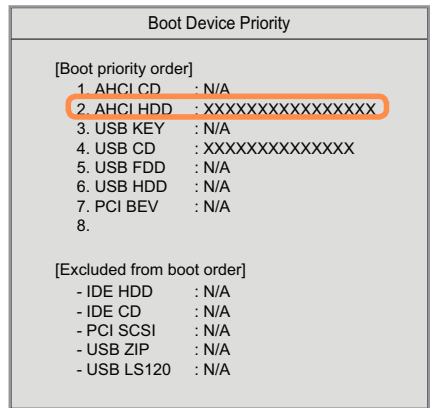 Boot Device Priority
[Boot priority order]
1. AHCI CD : N/A
2. AHCI HDD : XXXXXXXXXXXXXXXX
3. USB KEY : N/A
4. USB CD : XXXXXXXXXXXXXX
5. USB FDD : N/A
6. USB HDD : N/A
7. PCI BEV : N/A
8.
[Excluded from boot order]
- IDE HDD : N/A
- IDE CD : N/A
- PCI SCSI : N/A
- USB ZIP : N/A
- USB LS120 : N/A